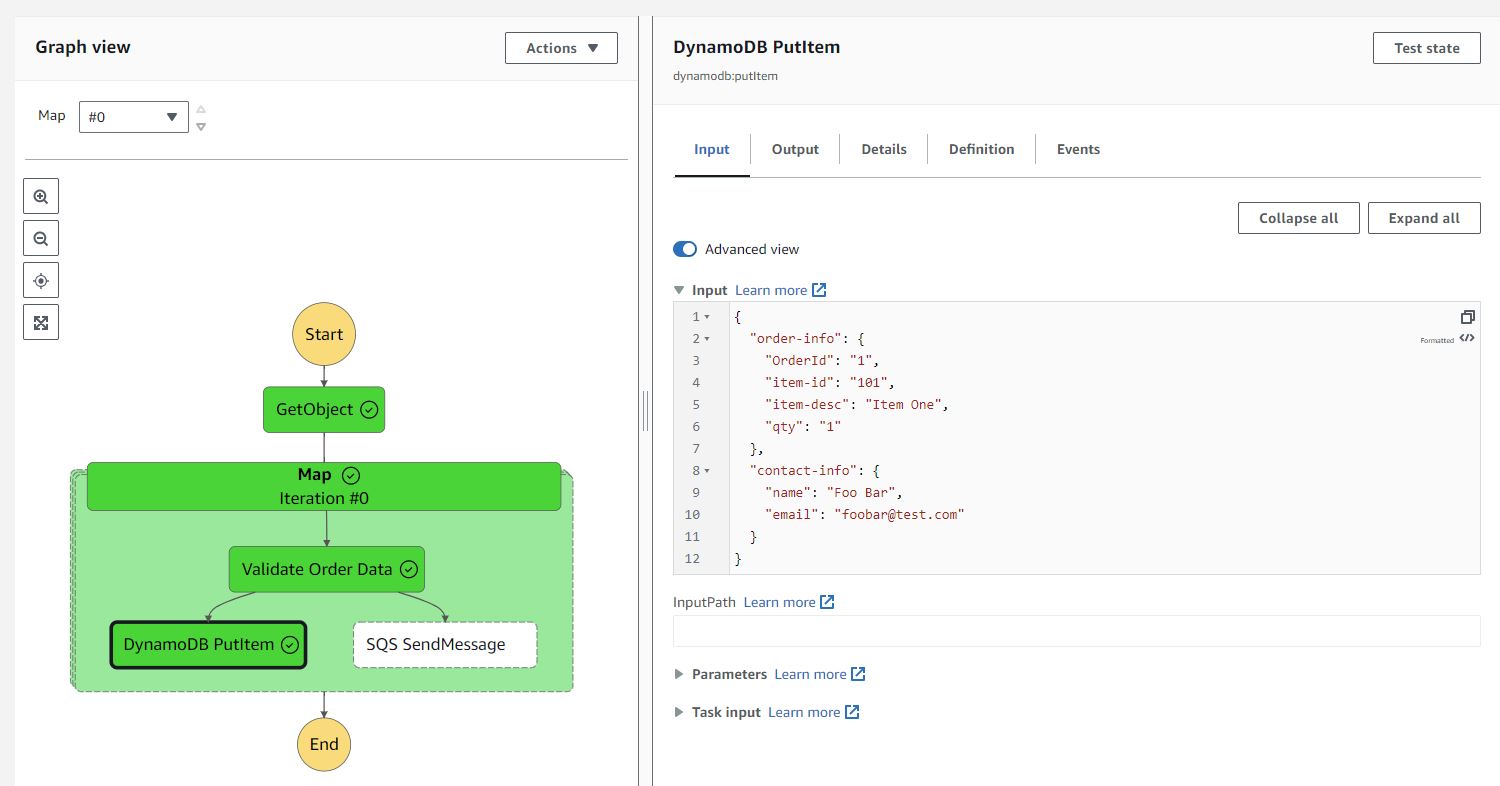 Graph view
Actions
Map #0
Start
GetObject
Map
Iteration #0
Validate Order Data
DynamoDB PutItem
SQS SendMessage
End
DynamoDB PutItem
Test state
dynamodb:putItem
Input Output Details Definition Events
Collapse all Expand all
Advanced view
Input Learn more
Formatted
1 {
2 "order-info": {
3 "OrderId": "1",
4 "item-id": "101",
5 "item-desc": "Item One",
6 "qty": "1"
7 },
8 "contact-info": {
9 "name": "Foo Bar",
10 "email": "foobar@test.com"
11 }
12 }
InputPath Learn more
Parameters Learn more
Task input Learn more